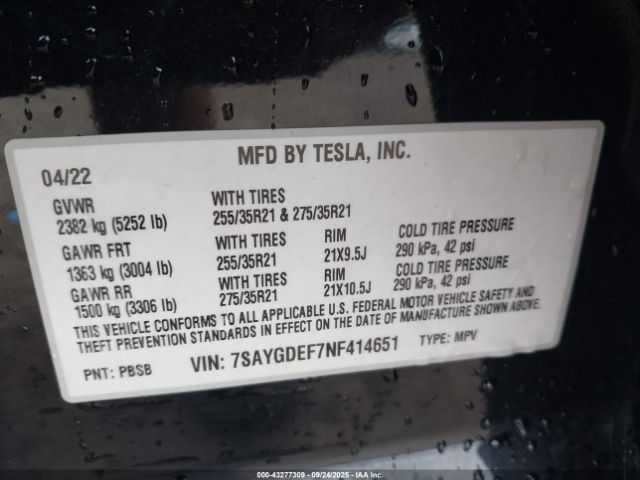 MFD BY TESLA, INC.
04/22
GVWR
2382 kg (5252 lb)
WITH TIRES
255/35R21 & 275/35R21
GAWR FRT
1363 kg (3004 lb)
WITH TIRES
255/35R21
RIM
21X9.5J
COLD TIRE PRESSURE
290 kPa, 42 psi
GAWR RR
1500 kg (3306 lb)
WITH TIRES
275/35R21
RIM
21X10.5J
COLD TIRE PRESSURE
290 kPa, 42 psi
THIS VEHICLE CONFORMS TO ALL APPLICABLE U.S. FEDERAL MOTOR VEHICLE SAFETY AND
THEFT PREVENTION STANDARDS IN EFFECT ON THE DATE OF MANUFACTURE SHOWN ABOVE.
PNT: PBSB
VIN: 7SAYGDEF7NF414651
TYPE: MPV
000-43277309 - 09/24/2025 - IAAI.COM